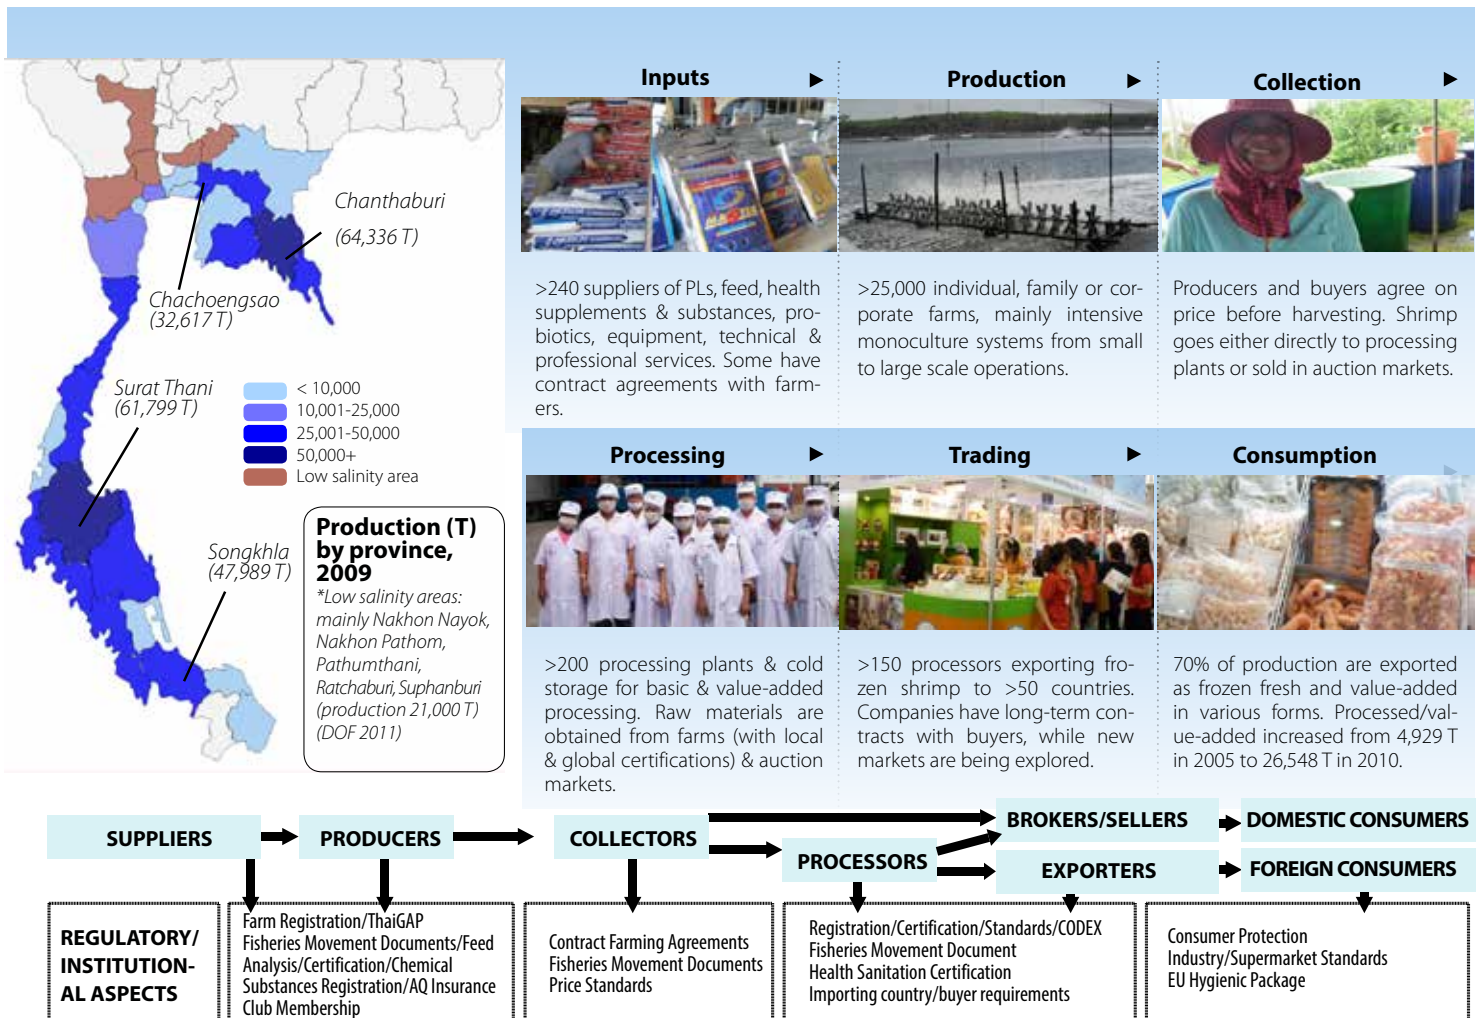 Chanthaburi
(64,336 T)
Chachoengsao
(32,617 T)
Surat Thani
(61,799 T)
Songkhla
(47,989 T)
< 10,000
10,001-25,000
25,001-50,000
50,000+
Low salinity area
Production (T)
by province,
2009
*Low salinity areas:
mainly Nakhon Nayok,
Nakhon Pathom,
Pathumthani,
Ratchaburi, Suphanburi
(production 21,000 T)
(DOF 2011)
Inputs
>240 suppliers of PLs, feed, health
supplements & substances, pro-
biotics, equipment, technical &
professional services. Some have
contract agreements with farm-
ers.
Production
>25,000 individual, family or cor-
porate farms, mainly intensive
monoculture systems from small
to large scale operations.
Collection
Producers and buyers agree on
price before harvesting. Shrimp
goes either directly to processing
plants or sold in auction markets.
Processing
>200 processing plants & cold
storage for basic & value-added
processing. Raw materials are
obtained from farms (with local
& global certifications) & auction
markets.
Trading
>150 processors exporting fro-
zen shrimp to >50 countries.
Companies have long-term con-
tracts with buyers, while new
markets are being explored.
Consumption
70% of production are exported
as frozen fresh and value-added
in various forms. Processed/val-
ue-added increased from 4,929 T
in 2005 to 26,548 T in 2010.
SUPPLIERS
PRODUCERS
COLLECTORS
PROCESSORS
BROKERS/SELLERS
EXPORTERS
DOMESTIC CONSUMERS
FOREIGN CONSUMERS
REGULATORY/
INSTITUTION-
AL ASPECTS
Farm Registration/ThaiGAP
Fisheries Movement Documents/Feed
Analysis/Certification/Chemical
Substances Registration/AQ Insurance
Club Membership
Contract Farming Agreements
Fisheries Movement Documents
Price Standards
Registration/Certification/Standards/CODEX
Fisheries Movement Document
Health Sanitation Certification
Importing country/buyer requirements
Consumer Protection
Industry/Supermarket Standards
EU Hygienic Package